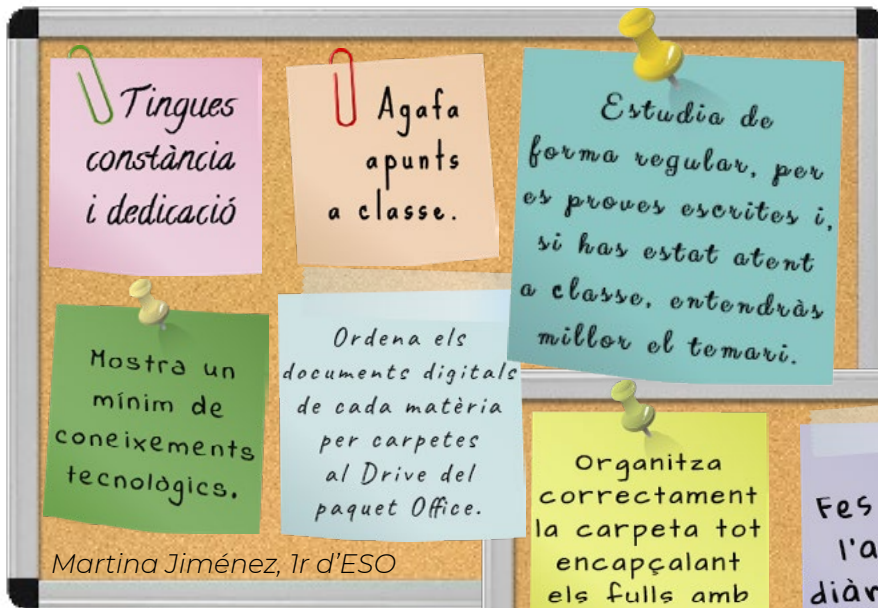 Tingues
constància
i dedicació
Agafa
apunts
a classe.
Estudia de
forma regular, per
es proves escrites i,
si has estat atent
a classe, entendràs
millor el temari.
Mostra un
mínim de
coneixements
tecnològics.
Ordena els
documents digitals
de cada matèria
per carpetes
al Drive del
paquet Office.
Organitza
correctament
la carpeta tot
encapçalant
els fulls amb
Fes
l'a
diàr
Martina Jiménez, 1r d'ESO